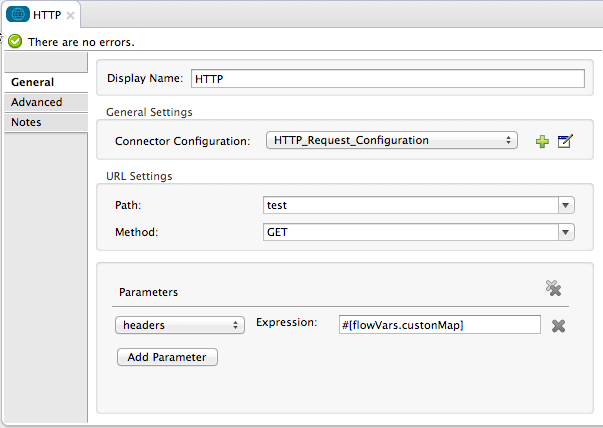 HTTP
There are no errors.
General
Advanced
Notes
Display Name: HTTP
General Settings
Connector Configuration: HTTP_Request_Configuration
URL Settings
Path: test
Method: GET
Parameters
headers Expression: #[flowVars.custonMap]
Add Parameter